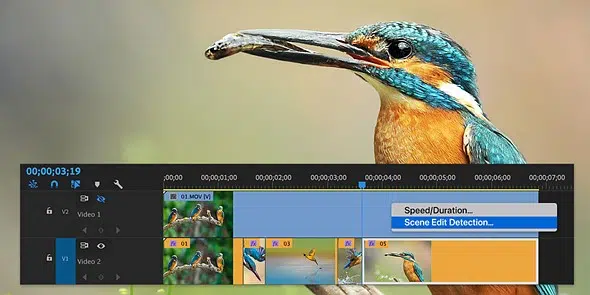 00;00;03;19
;00;00 00;00;01;00 00;00;02;00 00;00;03;00 00;00;04;00 00;00;05;00 00;00;06;00 00;00;07;00
V2
Video 1
01.MOV [V]
Speed/Duration...
Scene Edit Detection...
V1
Video 2
fx 01
fx
fx 03
fx
fx 05